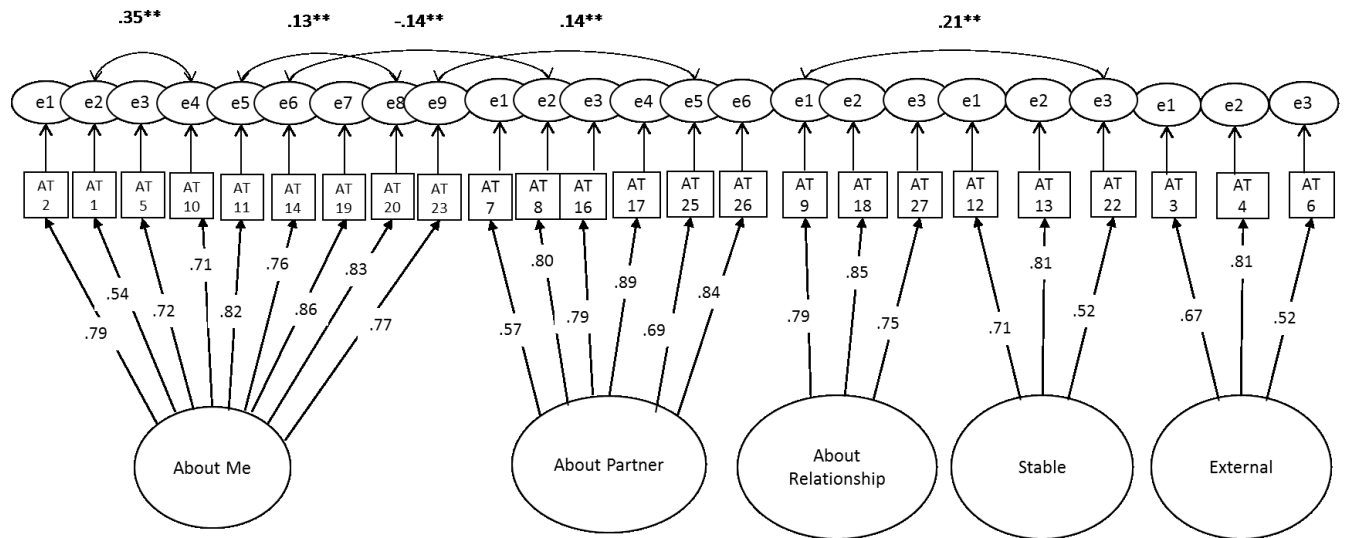 .35** .13** -.14** .14** .21**
e1 e2 e3 e4 e5 e6 e7 e8 e9 e1 e2 e3 e4 e5 e6 e1 e2 e3 e1 e2 e3 e1 e2 e3
AT AT AT AT AT AT AT AT AT AT AT AT AT AT AT AT AT AT AT AT AT AT AT AT
2 1 5 10 11 14 19 20 23 7 8 16 17 25 26 9 18 27 12 13 22 3 4 6
.79 .54 .72 .71 .82 .76 .86 .83 .77 .57 .80 .79 .89 .69 .84 .79 .85 .75 .71 .81 .52 .67 .81 .52
About Me
About Partner
About
Relationship
Stable
External